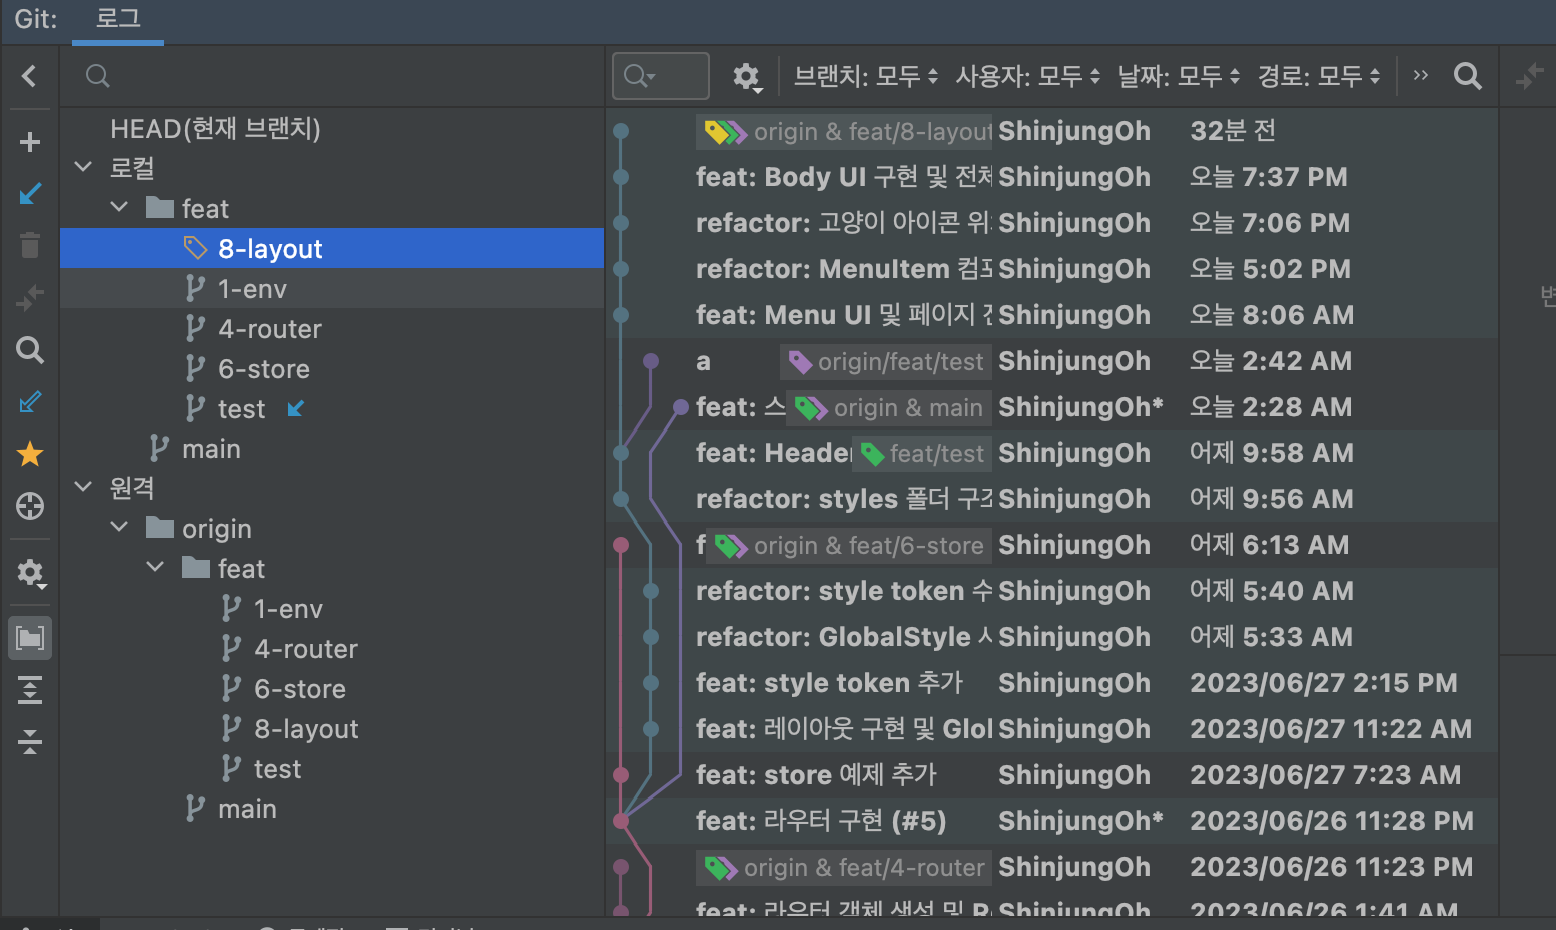 Git: 로그
브랜치: 모두 사용자: 모두 날짜: 모두 경로: 모두
HEAD(현재 브랜치)
로컬
feat
8-layout
1-env
4-router
6-store
test
main
원격
origin
feat
1-env
4-router
6-store
8-layout
test
main
origin & feat/8-layout ShinjungOh 32분 전
feat: Body UI 구현 및 전체 ShinjungOh 오늘 7:37 PM
refactor: 고양이 아이콘 위 ShinjungOh 오늘 7:06 PM
refactor: MenuItem 컴포 ShinjungOh 오늘 5:02 PM
feat: Menu UI 및 페이지 ShinjungOh 오늘 8:06 AM
a origin/feat/test ShinjungOh 오늘 2:42 AM
feat: 스 origin & main ShinjungOh* 오늘 2:28 AM
feat: Header feat/test ShinjungOh 어제 9:58 AM
refactor: styles 폴더 구조 ShinjungOh 어제 9:56 AM
f origin & feat/6-store ShinjungOh 어제 6:13 AM
refactor: style token 수 ShinjungOh 어제 5:40 AM
refactor: GlobalStyle ShinjungOh 어제 5:33 AM
feat: style token 추가 ShinjungOh 2023/06/27 2:15 PM
feat: 레이아웃 구현 및 Glol ShinjungOh 2023/06/27 11:22 AM
feat: store 예제 추가 ShinjungOh 2023/06/27 7:23 AM
feat: 라우터 구현 (#5) ShinjungOh* 2023/06/26 11:28 PM
origin & feat/4-router ShinjungOh 2023/06/26 11:23 PM
feat: 라우터 객체 생성 및 ShinjungOh 2023/06/26 1:41 AM